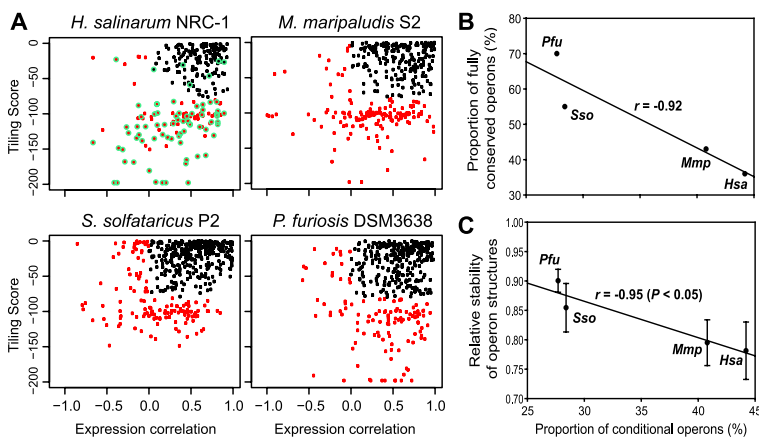 A
H. salinarum NRC-1
M. maripaludis S2
Tiling Score
0
−50
−100
−150
−200
S. solfataricus P2
P. furiosis DSM3638
Tiling Score
0
−50
−100
−150
−200
−1.0 −0.5 0.0 0.5 1.0
−1.0 −0.5 0.0 0.5 1.0
Expression correlation
Expression correlation
B
Proportion of fully
conserved operons (%)
80
70
60
50
40
30
Pfu
Sso
r = -0.92
Mmp
Hsa
C
Relative stability
of operon structures
1.00
0.95
0.90
0.85
0.80
0.75
0.70
Pfu
r = -0.95 (P < 0.05)
Sso
Mmp
Hsa
25 30 35 40 45
Proportion of conditional operons (%)